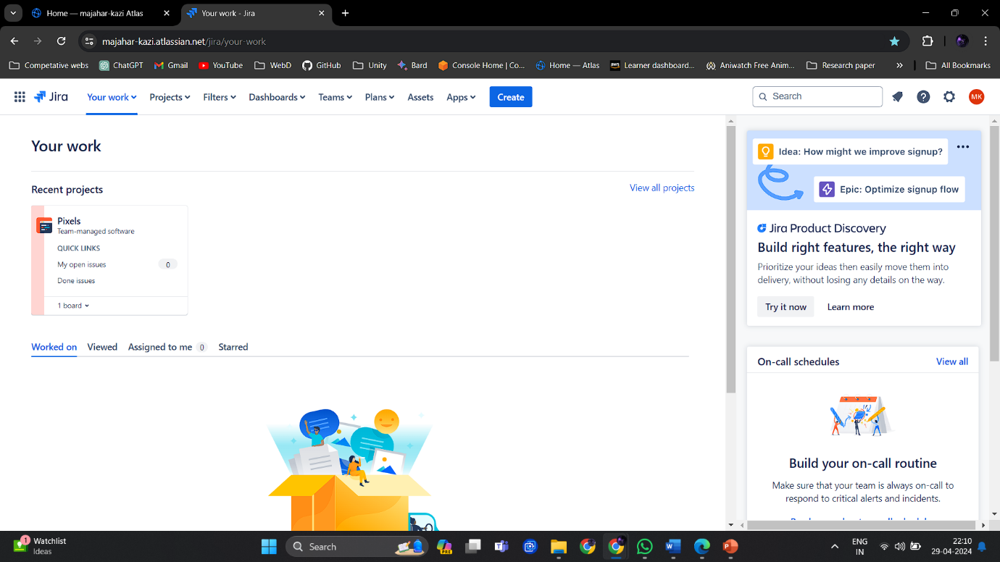 Home — majahar-kazi Atlas
Your work - Jira
majahar-kazi.atlassian.net/jira/your-work
Competative webs
ChatGPT
Gmail
YouTube
WebD
GitHub
Unity
Bard
Console Home | Co...
Home — Atlas
aws
Learner dashboard...
Aniwatch Free Anim...
Research paper
»
All Bookmarks
Jira
Your work
Projects
Filters
Dashboards
Teams
Plans
Assets
Apps
Create
Search
MK
Your work
Recent projects
View all projects
Pixels
Team-managed software
QUICK LINKS
My open issues 0
Done issues
1 board
Worked on
Viewed
Assigned to me 0
Starred
Idea: How might we improve signup?
Epic: Optimize signup flow
Jira Product Discovery
Build right features, the right way
Prioritize your ideas then easily move them into
delivery, without losing any details on the way.
Try it now
Learn more
On-call schedules
View all
Build your on-call routine
Make sure that your team is always on-call to
respond to critical alerts and incidents.
1
Watchlist
Ideas
Search
PRE
ENG
IN
22:10
29-04-2024